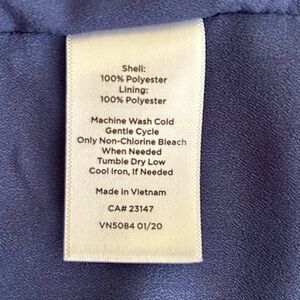 Shell:
100% Polyester
Lining:
100% Polyester
Machine Wash Cold
Gentle Cycle
Only Non-Chlorine Bleach
When Needed
Tumble Dry Low
Cool Iron, If Needed
Made in Vietnam
CA# 23147
VN5084 01/20